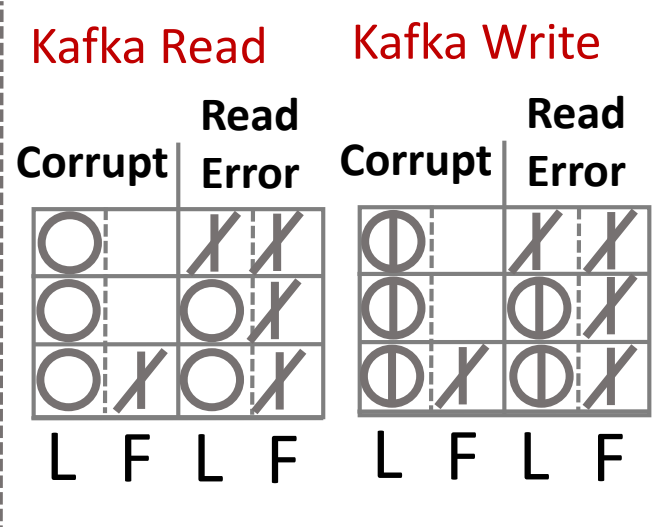 Kafka Read
Kafka Write
Corrupt
Read
Error
Corrupt
Read
Error
L F L F
L F L F